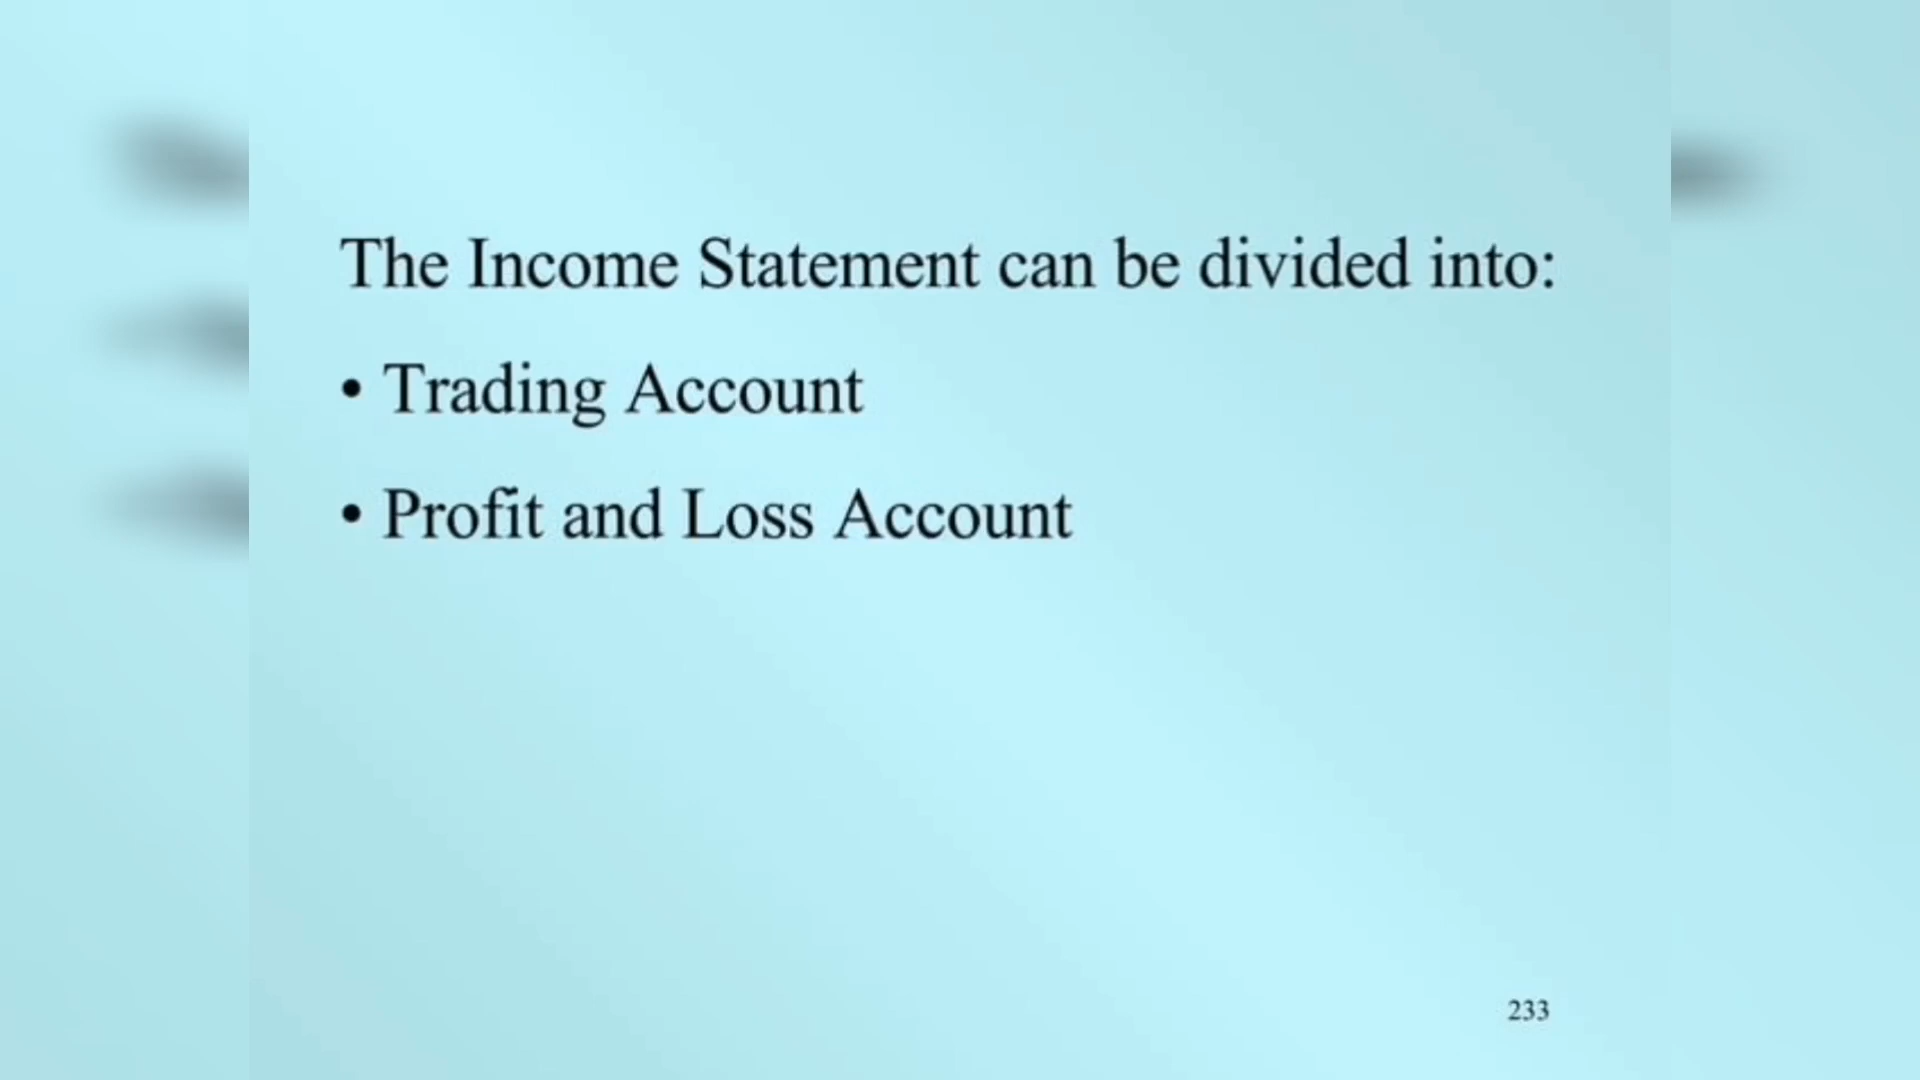 The Income Statement can be divided into:
• Trading Account
• Profit and Loss Account
233